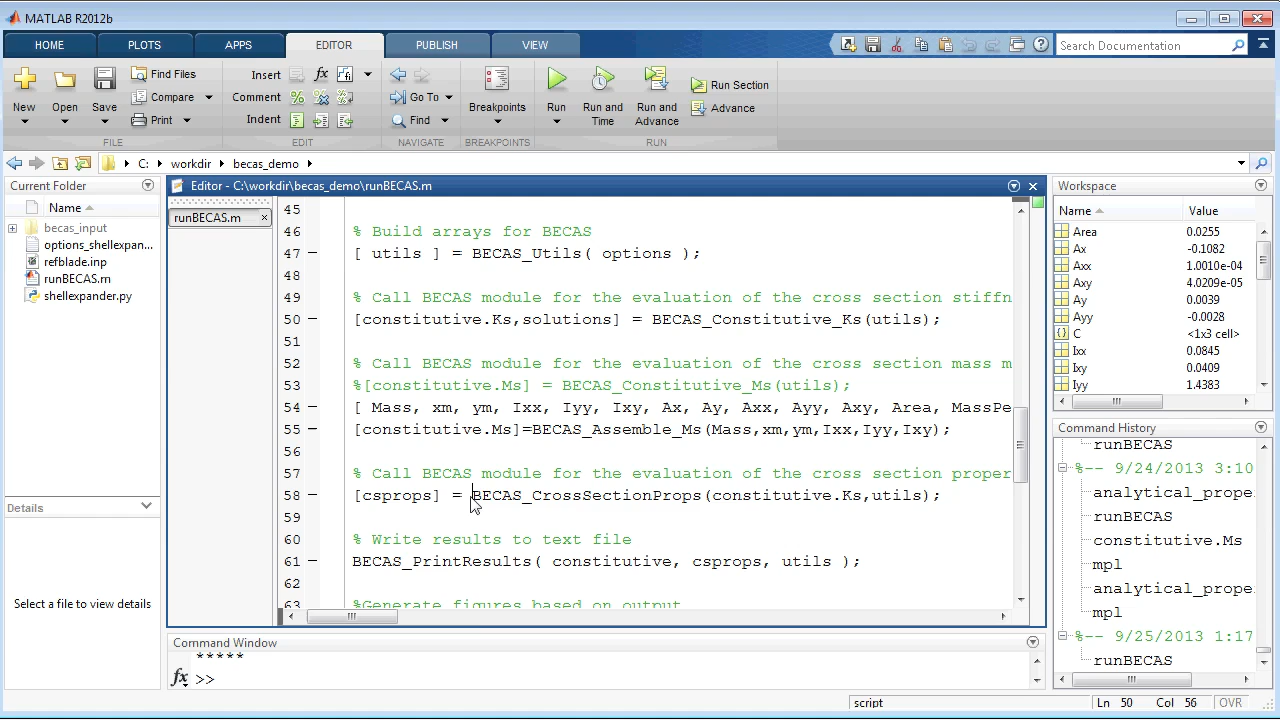 MATLAB R2012b
HOME PLOTS APPS EDITOR PUBLISH VIEW
Search Documentation
New Open Save
Find Files
Compare
Print
FILE
Insert
Comment
Indent
EDIT
Go To
Find
NAVIGATE
Breakpoints
BREAKPOINTS
Run
Run and Time
Run and Advance
Run Section
Advance
RUN
C: workdir becas_demo
Current Folder
Name
becas_input
options_shellexpan...
refblade.inp
runBECAS.m
shellexpander.py
Details
Select a file to view details
Editor - C:\workdir\becas_demo\runBECAS.m
runBECAS.m
45
46 % Build arrays for BECAS
47 [ utils ] = BECAS_Utils( options );
48
49 % Call BECAS module for the evaluation of the cross section stiffn
50 [constitutive.Ks,solutions] = BECAS_Constitutive_Ks(utils);
51
52 % Call BECAS module for the evaluation of the cross section mass m
53 %[constitutive.Ms] = BECAS_Constitutive_Ms(utils);
54 [ Mass, xm, ym, Ixx, Iyy, Ixy, Ax, Ay, Axx, Ayy, Axy, Area, MassPe
55 [constitutive.Ms]=BECAS_Assemble_Ms(Mass,xm,ym,Ixx,Iyy,Ixy);
56
57 % Call BECAS module for the evaluation of the cross section proper
58 [csprops] = BECAS_CrossSectionProps(constitutive.Ks,utils);
59
60 % Write results to text file
61 BECAS_PrintResults( constitutive, csprops, utils );
62
63 %Generate figures based on output
Command Window
*****
fx >>
Workspace
Name Value
Area 0.0255
Ax -0.1082
Axx 1.0010e-04
Axy 4.0209e-05
Ay 0.0039
Ayy -0.0028
C <1x3 cell>
Ixx 0.0845
Ixy 0.0409
Iyy 1.4383
Command History
runBECAS
%-- 9/24/2013 3:10
analytical_prope
runBECAS
constitutive.Ms
mpl
analytical_prope
mpl
%-- 9/25/2013 1:17
runBECAS
script Ln 50 Col 56 OVR